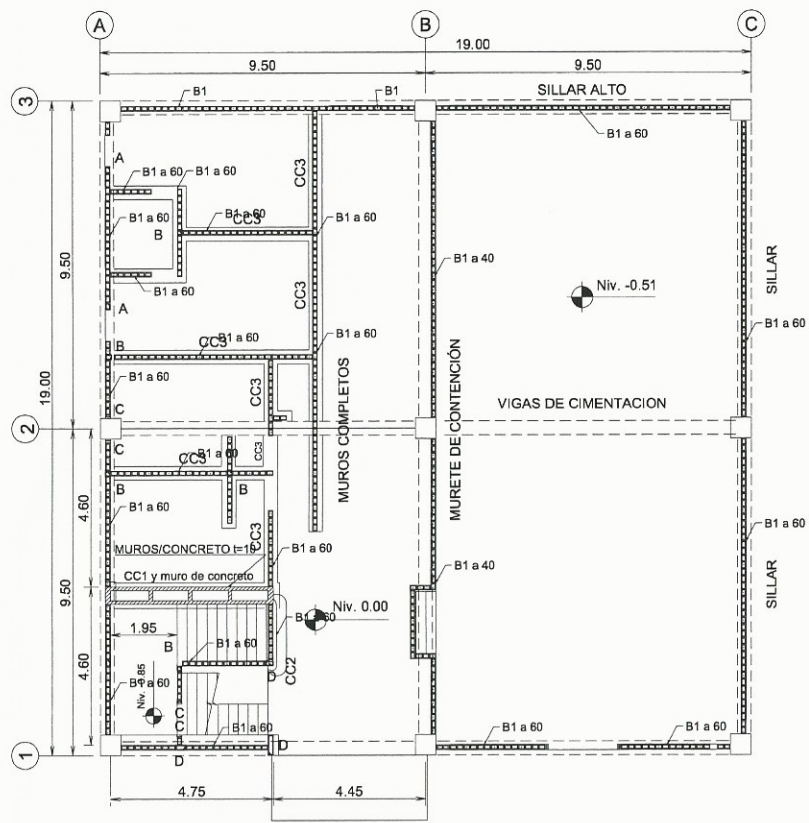 A
B
C
19.00
9.50
9.50
SILLAR ALTO
3
B1
B1
B1 a 60
A
B1 a 60
B1 a 60
CC3
B1 a 60
B1 a 60
CC3
B1 a 60
B
B1 a 40
SILLAR
9.50
B1 a 60
CC3
Niv. -0.51
A
B1 a 60
B
CC3
B1 a 60
B1 a 60
19.00
B1 a 60
CC3
MUROS COMPLETOS
MURETE DE CONTENCIÓN
VIGAS DE CIMENTACION
C
2
C
CC3
B1 a 60
CC3
B
B
4.60
B1 a 60
CC3
B1 a 60
MUROS/CONCRETO t=10
B1 a 60
B1 a 40
SILLAR
CC1 y muro de concreto
9.50
Niv. 0.00
B1 a 60
1.95
B
B1 a 60
4.60
CC2
D
B1 a 60
C
C
B1 a 60
B1 a 60
B1 a 60
1
D
D
4.75
4.45